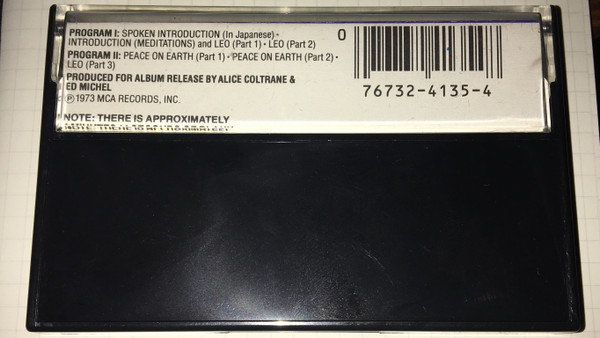 PROGRAM I: SPOKEN INTRODUCTION (In Japanese) •
INTRODUCTION (MEDITATIONS) and LEO (Part 1) • LEO (Part 2)
PROGRAM II: PEACE ON EARTH (Part 1) • PEACE ON EARTH (Part 2) •
LEO (Part 3)
PRODUCED FOR ALBUM RELEASE BY ALICE COLTRANE &
ED MICHEL
℗1973 MCA RECORDS, INC.
NOTE: THERE IS APPROXIMATELY
0
76732-4135-4